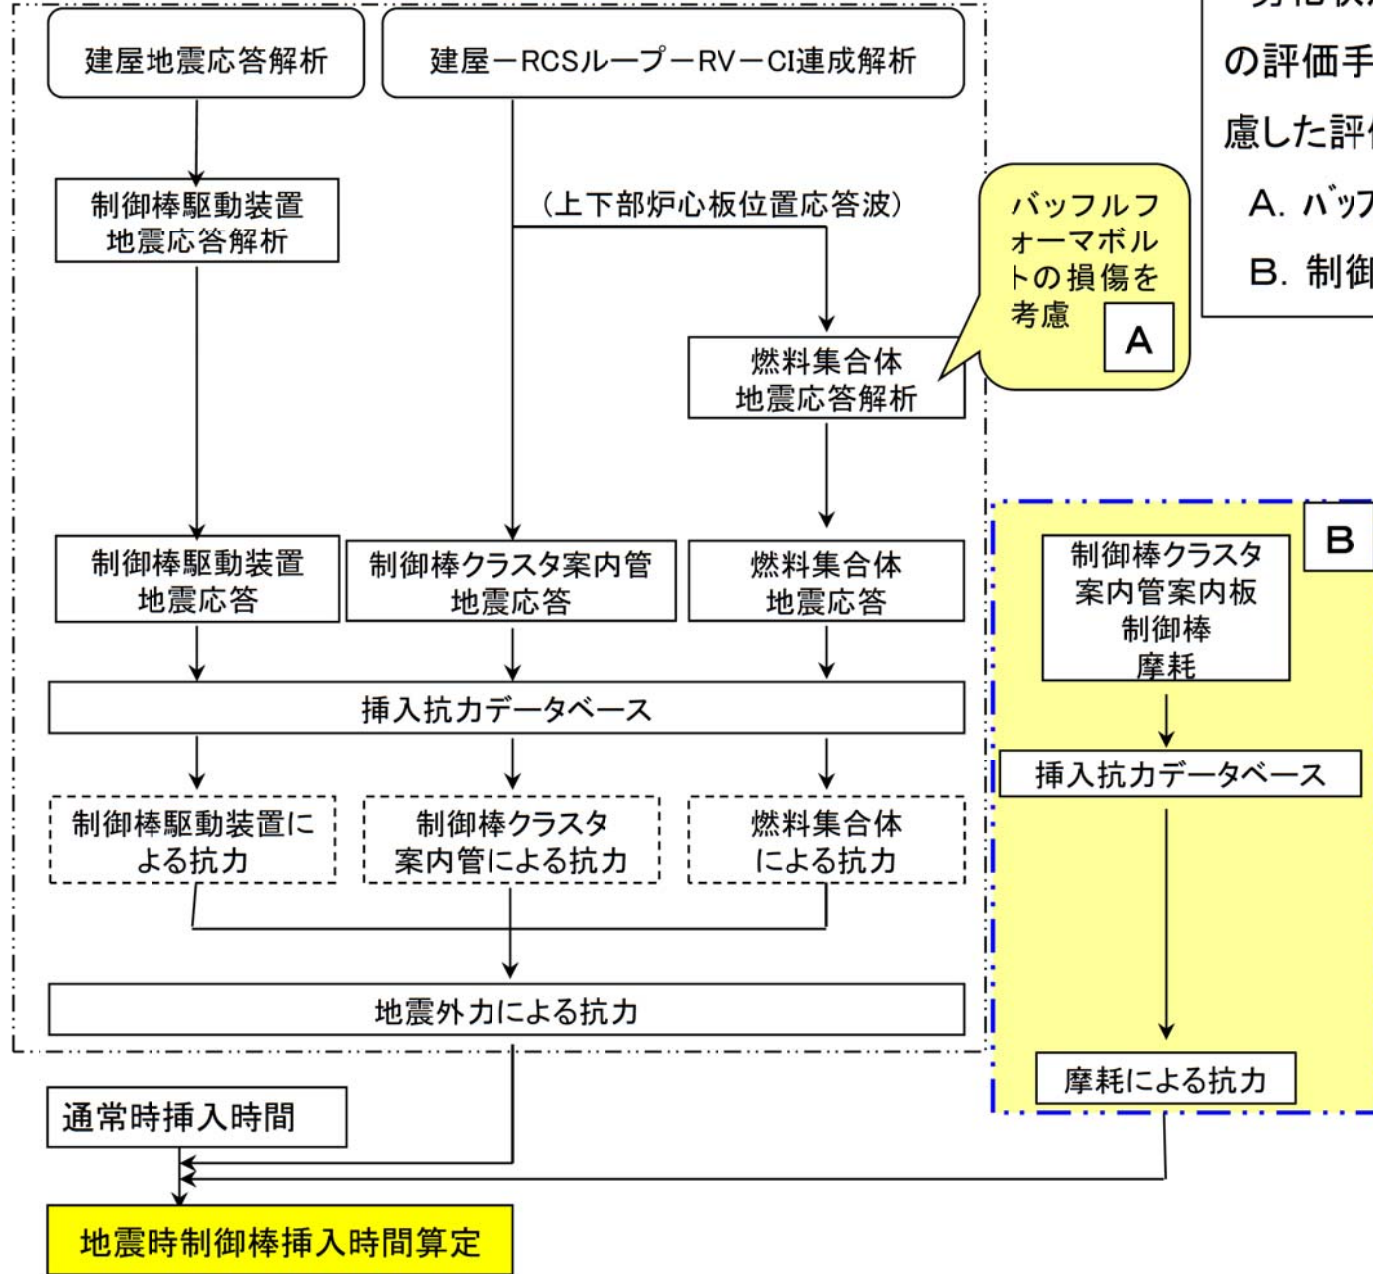 建屋地震応答解析
建屋－RCSループ－RV－CI連成解析
の評価手
慮した評
A. バッフ
B. 制御
制御棒駆動装置
地震応答解析
（上下部炉心板位置応答波）
バッフルフ
ォーマボル
トの損傷を
考慮
A
燃料集合体
地震応答解析
制御棒駆動装置
地震応答
制御棒クラスタ案内管
地震応答
燃料集合体
地震応答
B
制御棒クラスタ
案内管案内板
制御棒
摩耗
挿入抗力データベース
挿入抗力データベース
制御棒駆動装置に
よる抗力
制御棒クラスタ
案内管による抗力
燃料集合体
による抗力
地震外力による抗力
摩耗による抗力
通常時挿入時間
地震時制御棒挿入時間算定